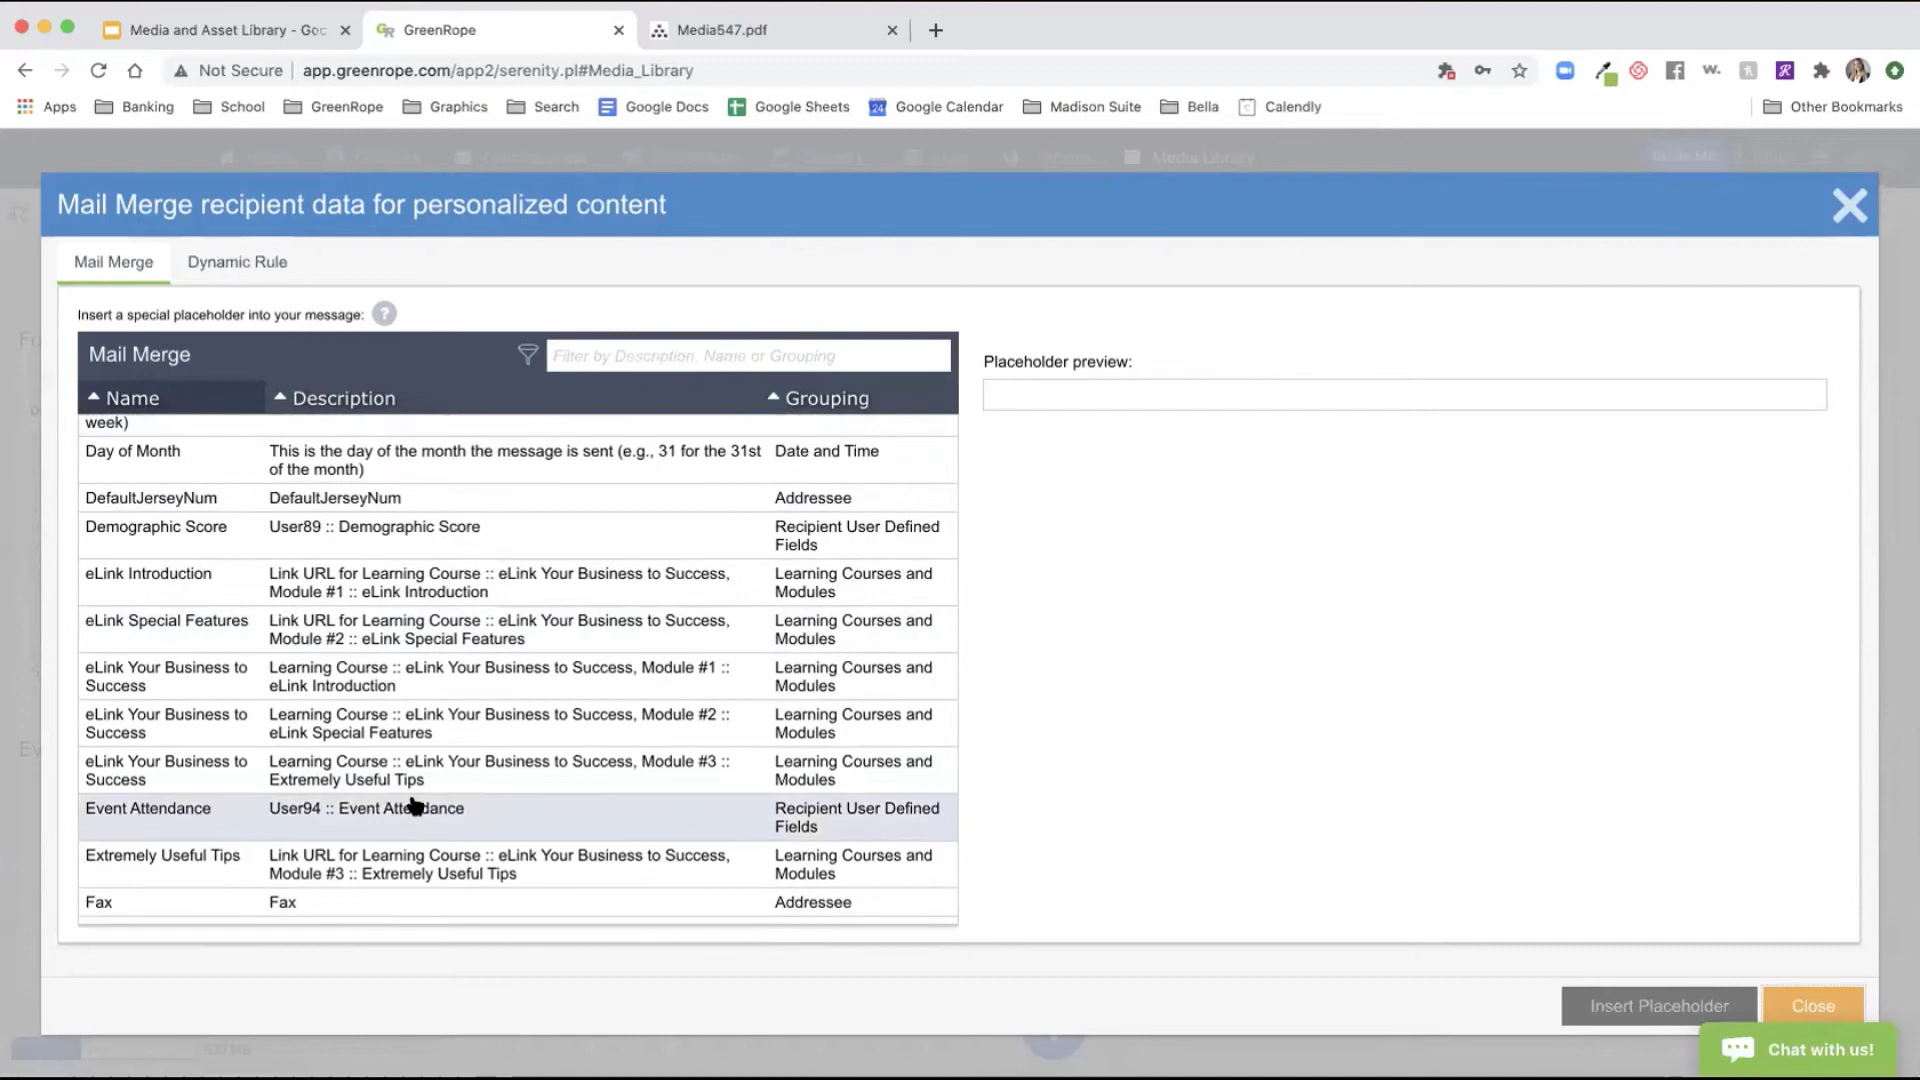 Media and Asset Library - Goo
GreenRope
Media547.pdf
Not Secure
app.greenrope.com/app2/serenity.pl#Media_Library
Apps
Banking
School
GreenRope
Graphics
Search
Google Docs
Google Sheets
24
Google Calendar
Madison Suite
Bella
Calendly
Other Bookmarks
Media Library
Mail Merge recipient data for personalized content
Mail Merge
Dynamic Rule
Insert a special placeholder into your message: ?
Mail Merge
Filter by Description, Name or Grouping
Placeholder preview:
Name Description Grouping
week)
Day of Month This is the day of the month the message is sent (e.g., 31 for the 31st Date and Time
of the month)
DefaultJerseyNum DefaultJerseyNum Addressee
Demographic Score User89 :: Demographic Score Recipient User Defined
Fields
eLink Introduction Link URL for Learning Course :: eLink Your Business to Success, Learning Courses and
Module #1 :: eLink Introduction Modules
eLink Special Features Link URL for Learning Course :: eLink Your Business to Success, Learning Courses and
Module #2 :: eLink Special Features Modules
eLink Your Business to Learning Course :: eLink Your Business to Success, Module #1 :: Learning Courses and
Success eLink Introduction Modules
eLink Your Business to Learning Course :: eLink Your Business to Success, Module #2 :: Learning Courses and
Success eLink Special Features Modules
eLink Your Business to Learning Course :: eLink Your Business to Success, Module #3 :: Learning Courses and
Success Extremely Useful Tips Modules
Event Attendance User94 :: Event Attendance Recipient User Defined
Fields
Extremely Useful Tips Link URL for Learning Course :: eLink Your Business to Success, Learning Courses and
Module #3 :: Extremely Useful Tips Modules
Fax Fax Addressee
Insert Placeholder
Close
500 MB
Chat with us!